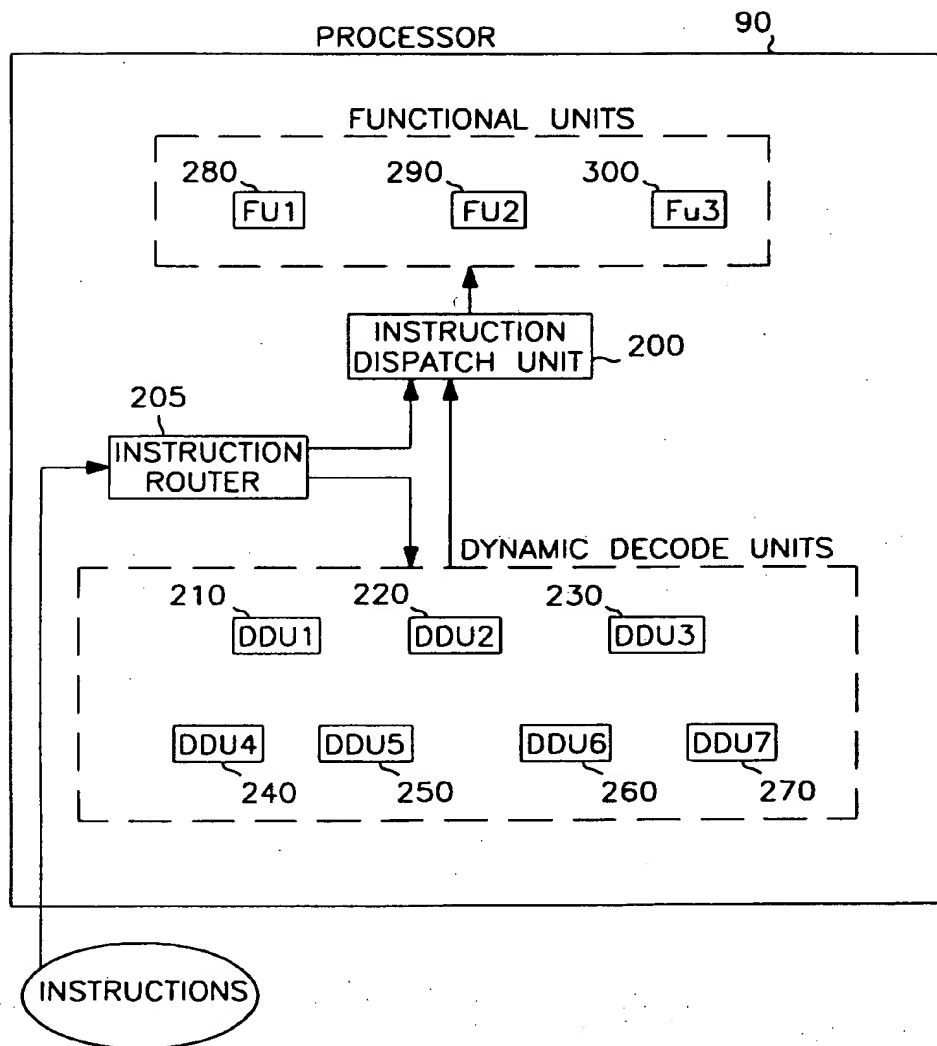 PROCESSOR
90
FUNCTIONAL UNITS
280
290
300
FU1
FU2
Fu3
INSTRUCTION
DISPATCH UNIT
200
205
INSTRUCTION
ROUTER
DYNAMIC DECODE UNITS
210
220
230
DDU1
DDU2
DDU3
DDU4
DDU5
DDU6
DDU7
240
250
260
270
INSTRUCTIONS